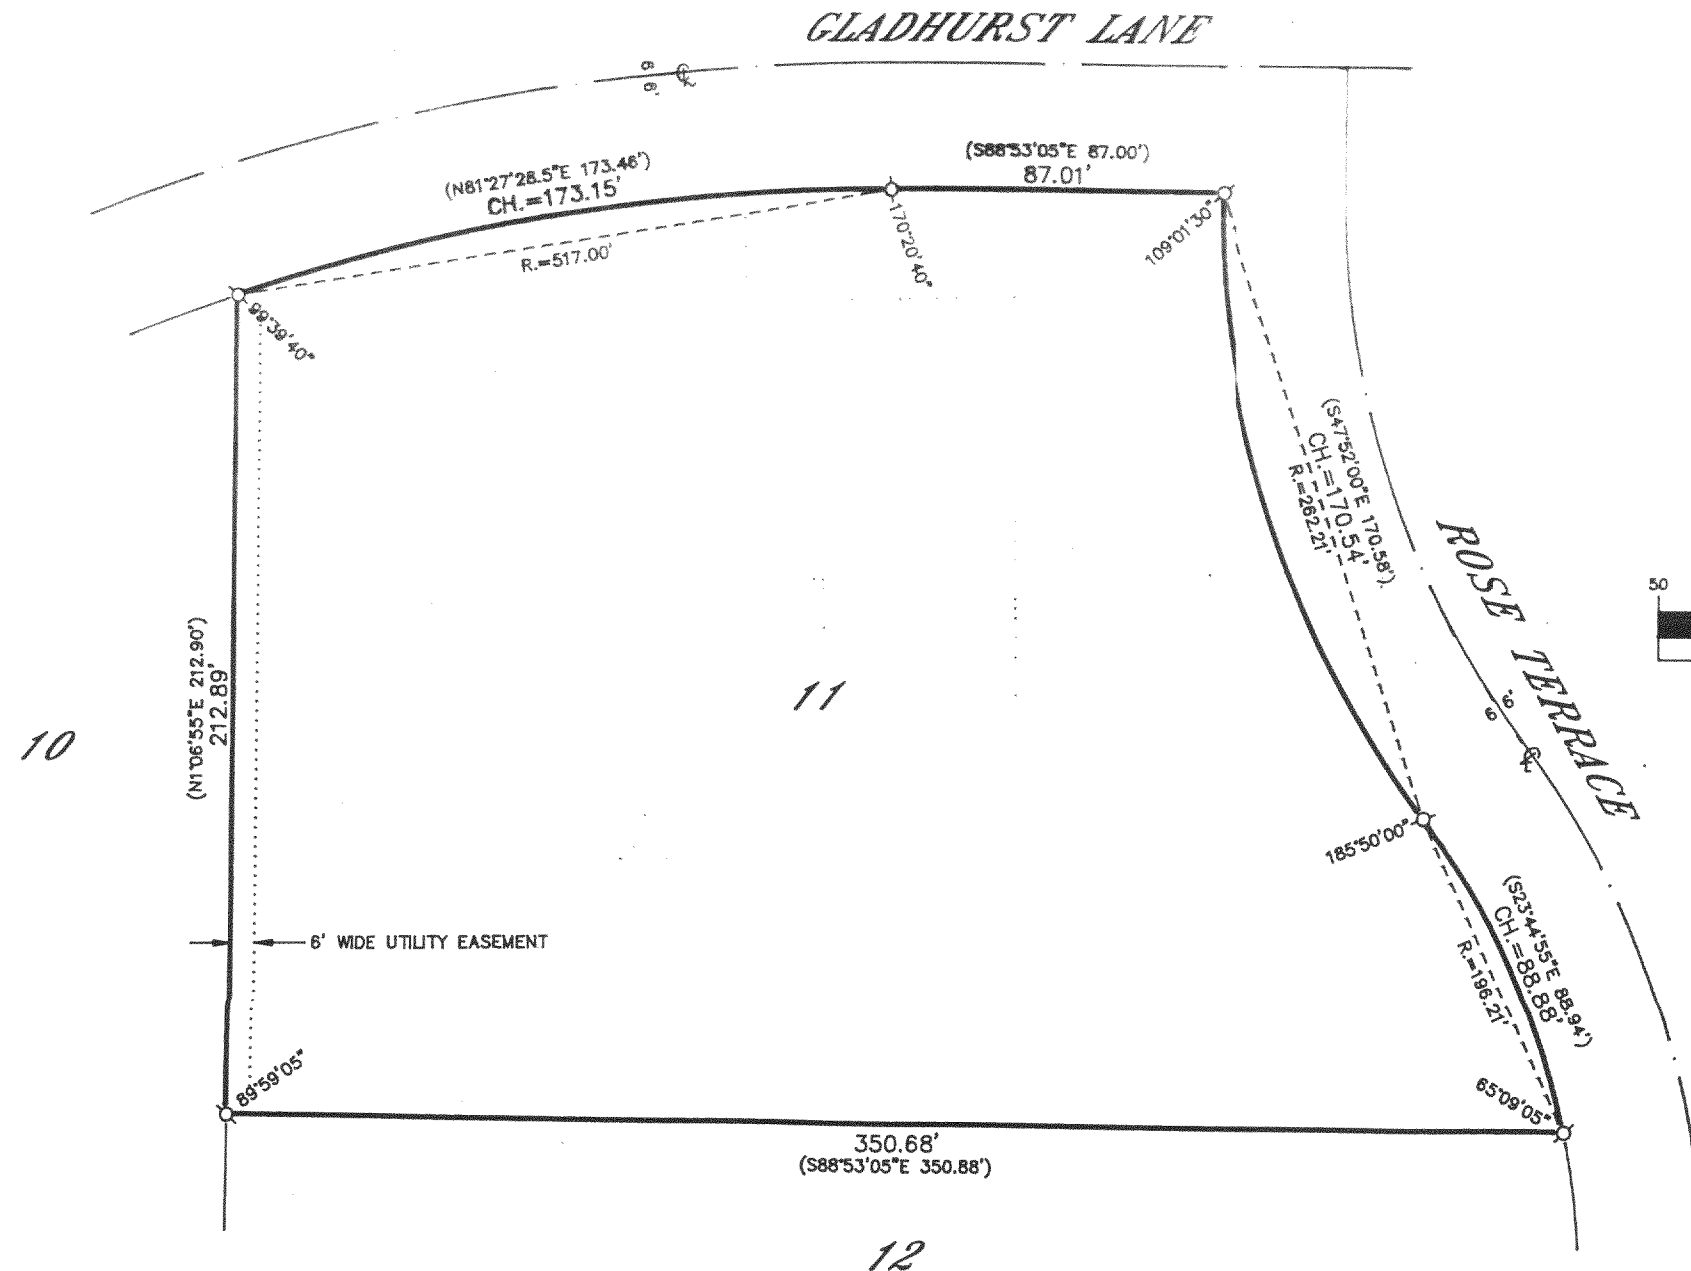 GLADHURST LANE
66'
℄
(N81°27'28.5"E 173.46')
CH.=173.15'
R.=517.00'
(S88°53'05"E 87.00')
87.01'
170°20'40"
109°01'30"
99°39'40"
(S47°52'00"E 170.58')
CH.=170.54'
R.=262.21'
ROSE TERRACE
50
66'
℄
(N1°06'55"E 212.90')
212.89'
10
11
185°50'00"
(S23°44'55"E 88.94')
CH.=88.88'
R.=196.21'
6' WIDE UTILITY EASEMENT
89°59'05"
65°09'05"
350.68'
(S88°53'05"E 350.88')
12